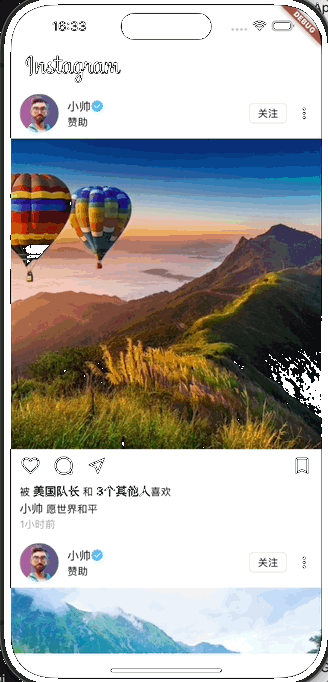 18:33
DEBUG
Instagram
小帅
赞助
关注
被 美国队长 和 3个其他人喜欢
小帅 愿世界和平
1小时前
小帅
赞助
关注